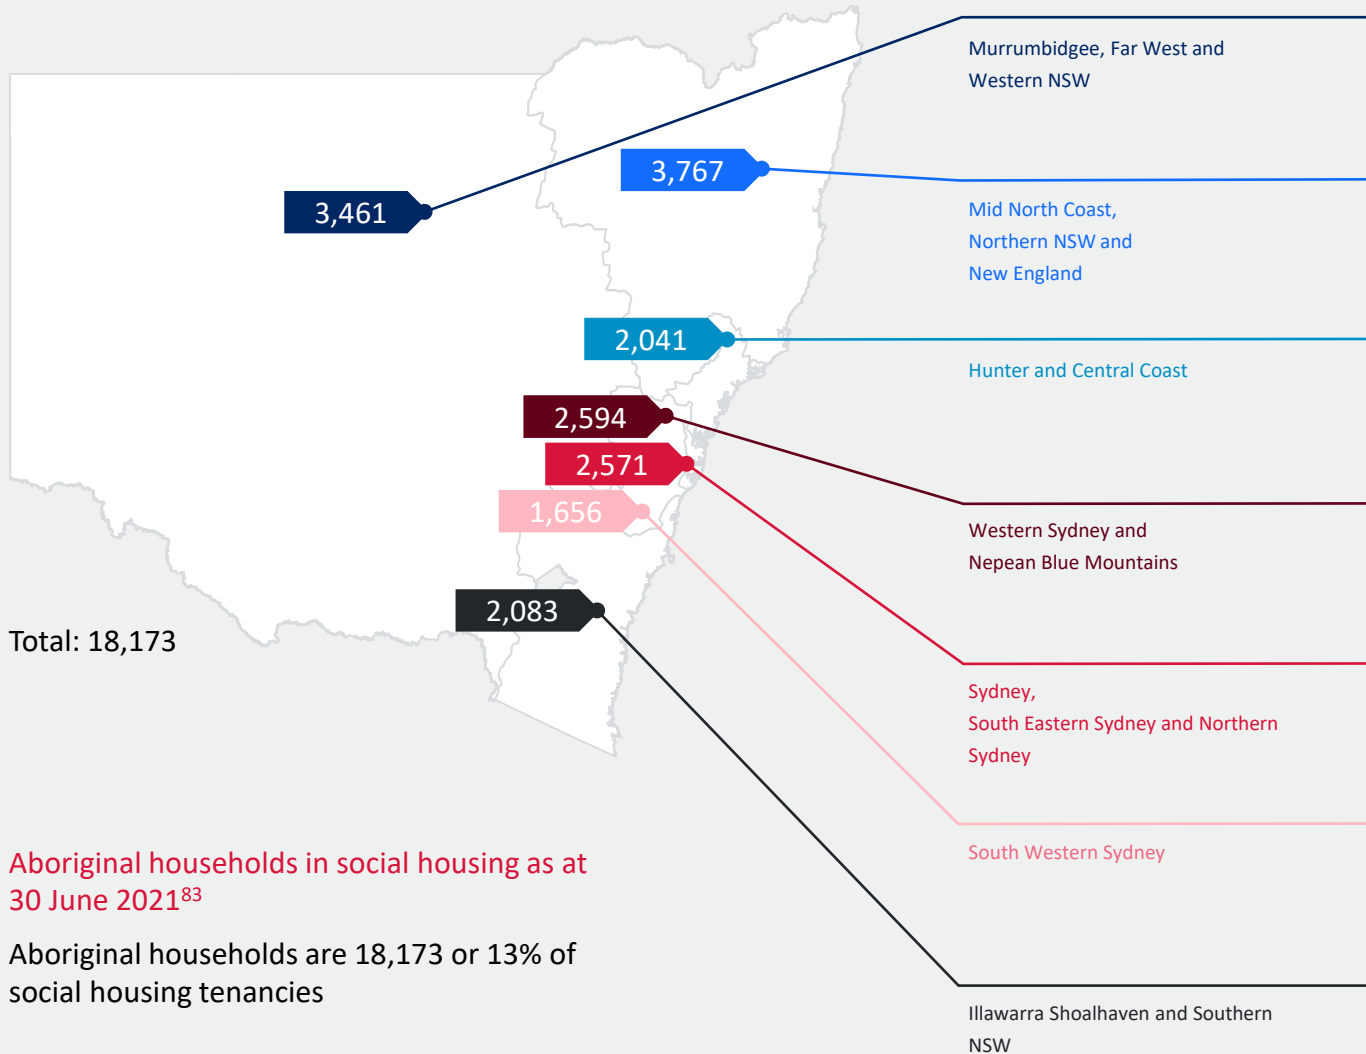 Murrumbidgee, Far West and
Western NSW
3,767
3,461
Mid North Coast,
Northern NSW and
New England
2,041
Hunter and Central Coast
2,594
2,571
1,656
Western Sydney and
Nepean Blue Mountains
2,083
Total: 18,173
Sydney,
South Eastern Sydney and Northern
Sydney
South Western Sydney
Aboriginal households in social housing as at
30 June 2021⁸³
Aboriginal households are 18,173 or 13% of
social housing tenancies
Illawarra Shoalhaven and Southern
NSW